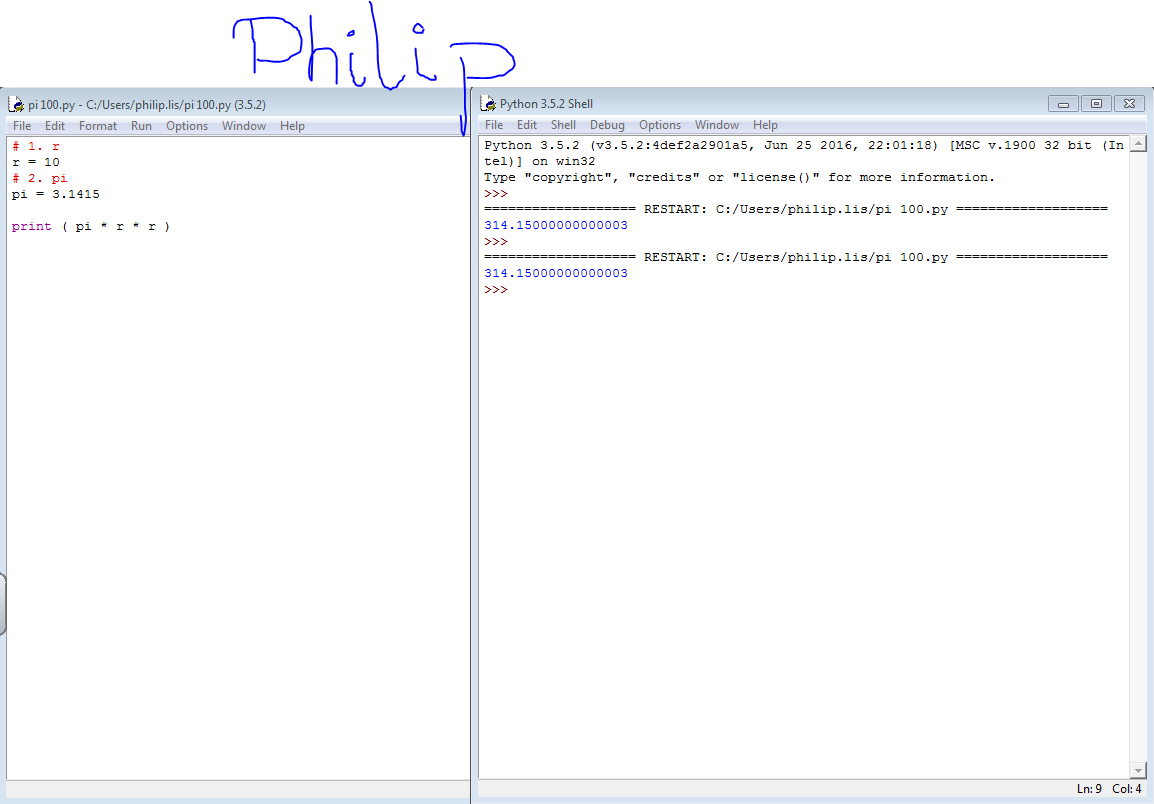 Philip
pi 100.py - C:/Users/philip.lis/pi 100.py (3.5.2)
File Edit Format Run Options Window Help
# 1. r
r = 10
# 2. pi
pi = 3.1415
print ( pi * r * r )
Python 3.5.2 Shell
File Edit Shell Debug Options Window Help
Python 3.5.2 (v3.5.2:4def2a2901a5, Jun 25 2016, 22:01:18) [MSC v.1900 32 bit (In
tel)] on win32
Type "copyright", "credits" or "license()" for more information.
>>>
=================== RESTART: C:/Users/philip.lis/pi 100.py ===================
314.15000000000003
>>>
=================== RESTART: C:/Users/philip.lis/pi 100.py ===================
314.15000000000003
>>>
Ln: 9 Col: 4